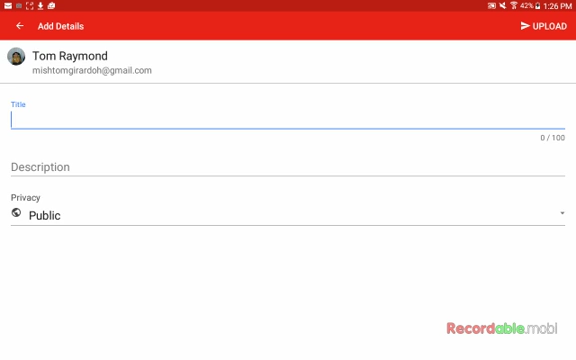 42% 1:26 PM
Add Details
UPLOAD
Tom Raymond
mishtomgirardoh@gmail.com
Title
0 / 100
Description
Privacy
Public
Recordable.mobi